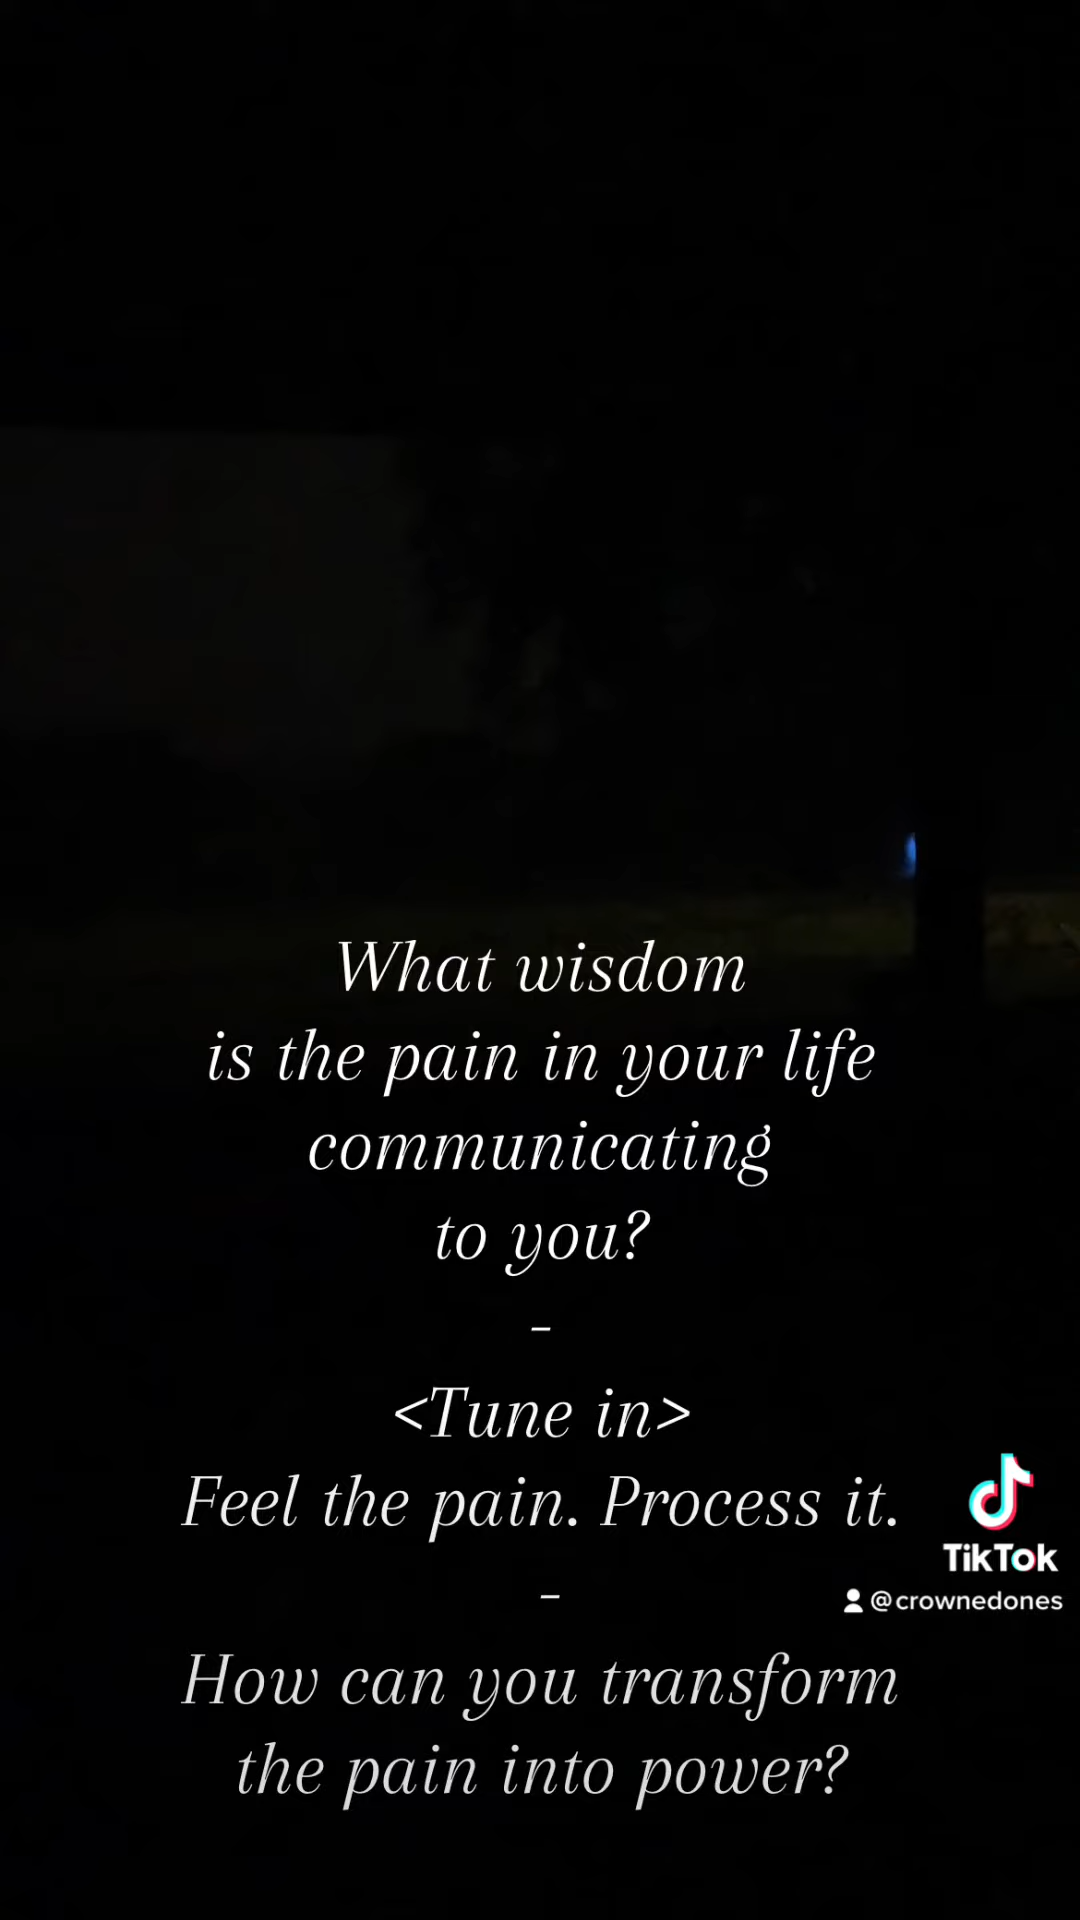 What wisdom
is the pain in your life
communicating
to you?
-
<Tune in>
Feel the pain. Process it.
-
How can you transform
the pain into power?
TikTok
@crownedones